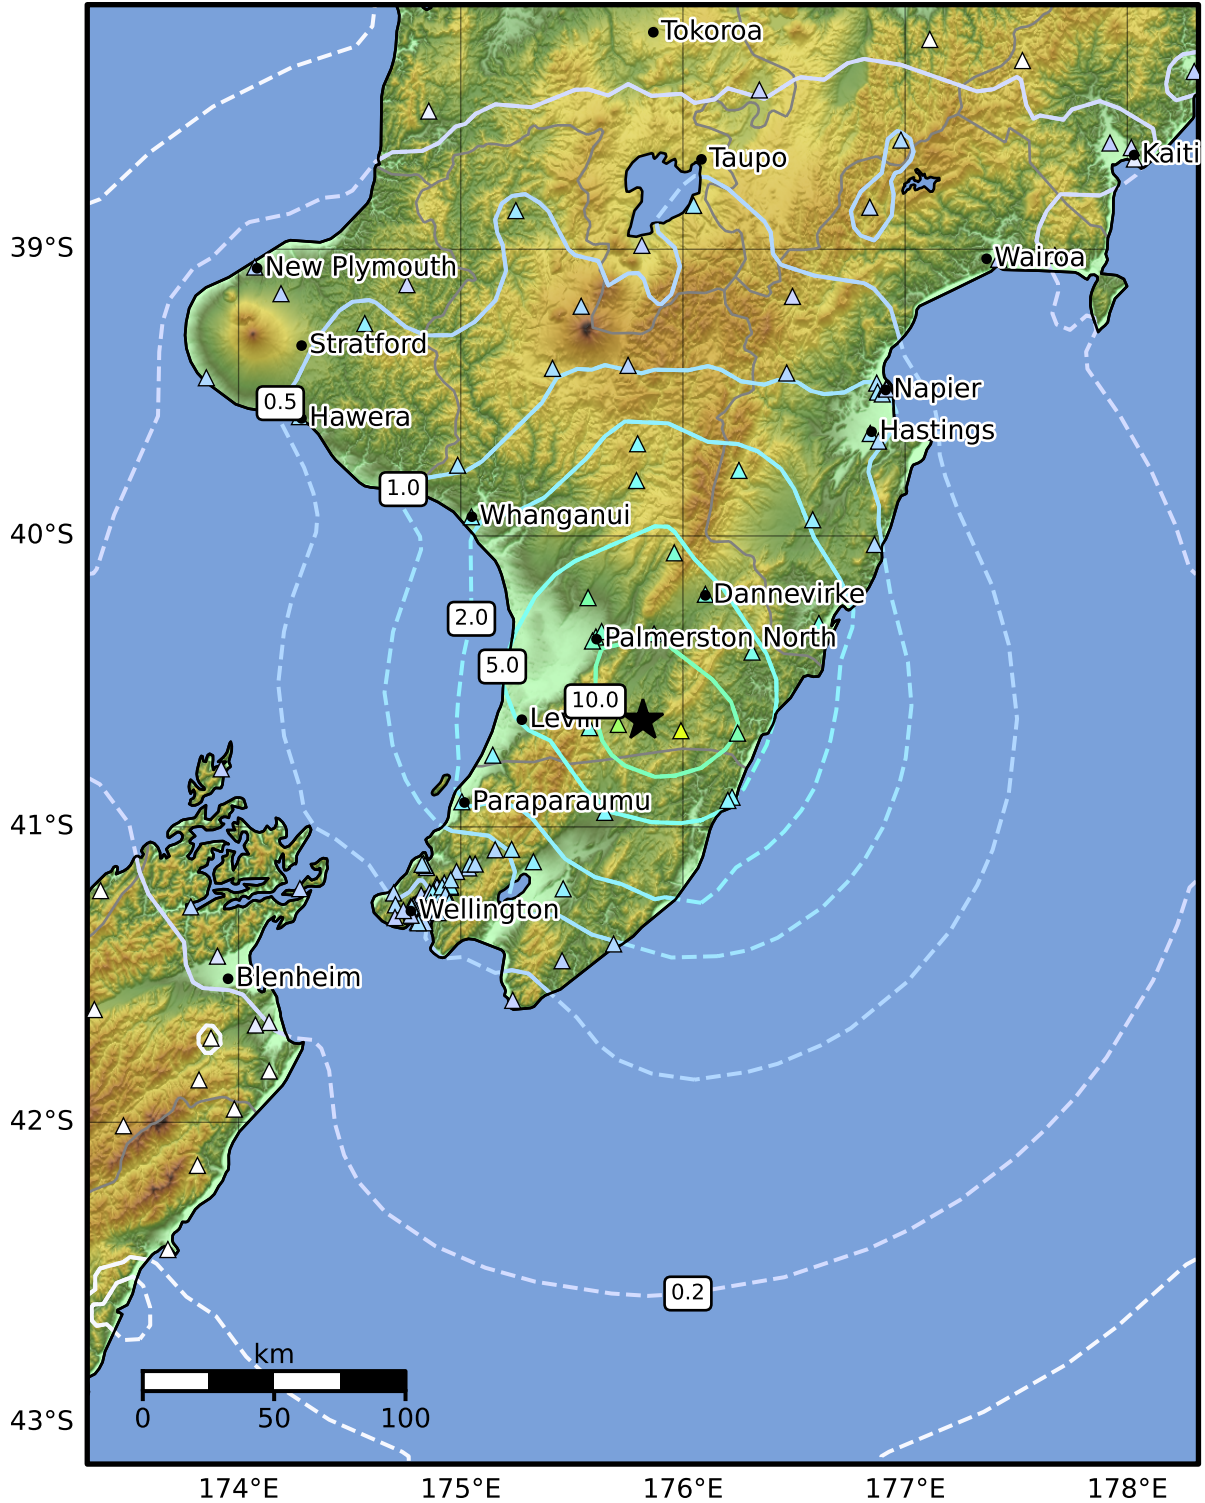 Tokoroa
Taupo
Kaiti
39°S
Wairoa
New Plymouth
Stratford
Napier
0.5
Hawera
Hastings
1.0
Whanganui
40°S
Dannevirke
2.0
Palmerston North
5.0
10.0
Levin
Paraparaumu
41°S
Wellington
Blenheim
42°S
0.2
km
0
50
100
43°S
174°E
175°E
176°E
177°E
178°E